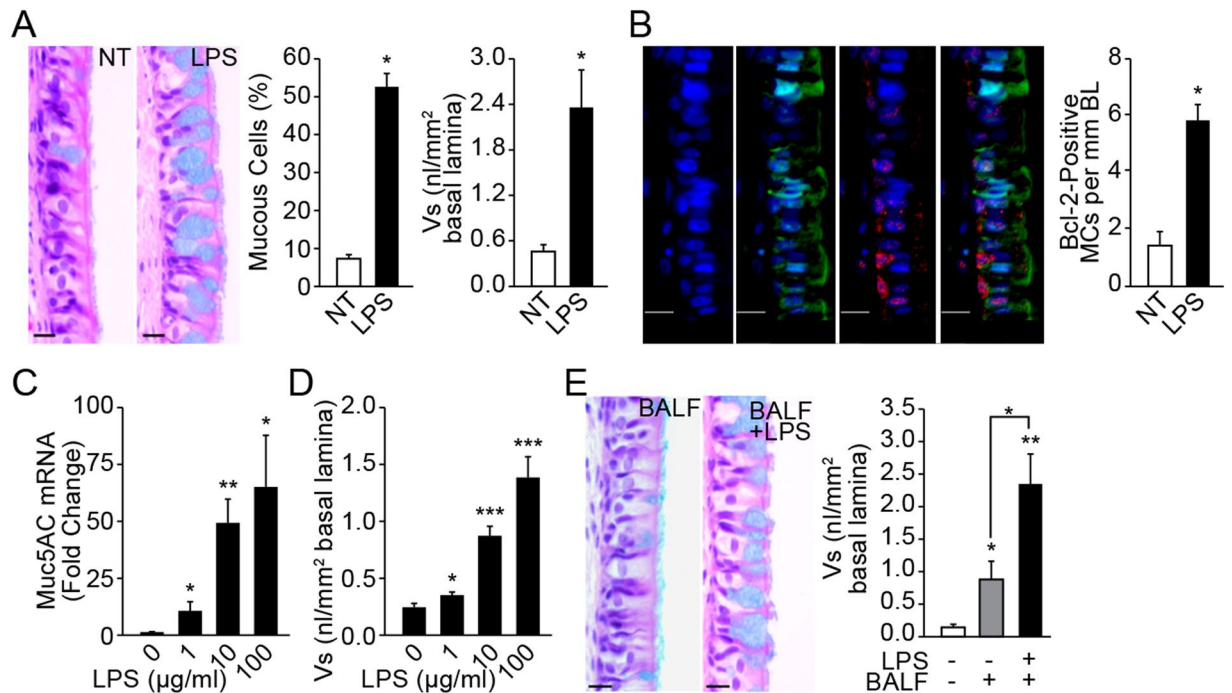 A
NT
LPS
Mucous Cells (%)
60
50
40
30
20
10
0
*
NT
LPS
Vs (nl/mm²
basal lamina)
3.0
2.4
1.8
1.2
0.6
0.0
*
NT
LPS
B
Bcl-2-Positive
MCs per mm BL
8
6
4
2
0
*
NT
LPS
C
Muc5AC mRNA
(Fold Change)
100
75
50
25
0
*
**
*
0
1
10
100
LPS (µg/ml)
D
Vs (nl/mm² basal lamina)
2.0
1.5
1.0
0.5
0.0
*
***
***
0
1
10
100
LPS (µg/ml)
E
BALF
BALF
+LPS
Vs (nl/mm²
basal lamina)
3.5
3.0
2.5
2.0
1.5
1.0
0.5
0.0
*
*
**
LPS - - +
BALF - + +